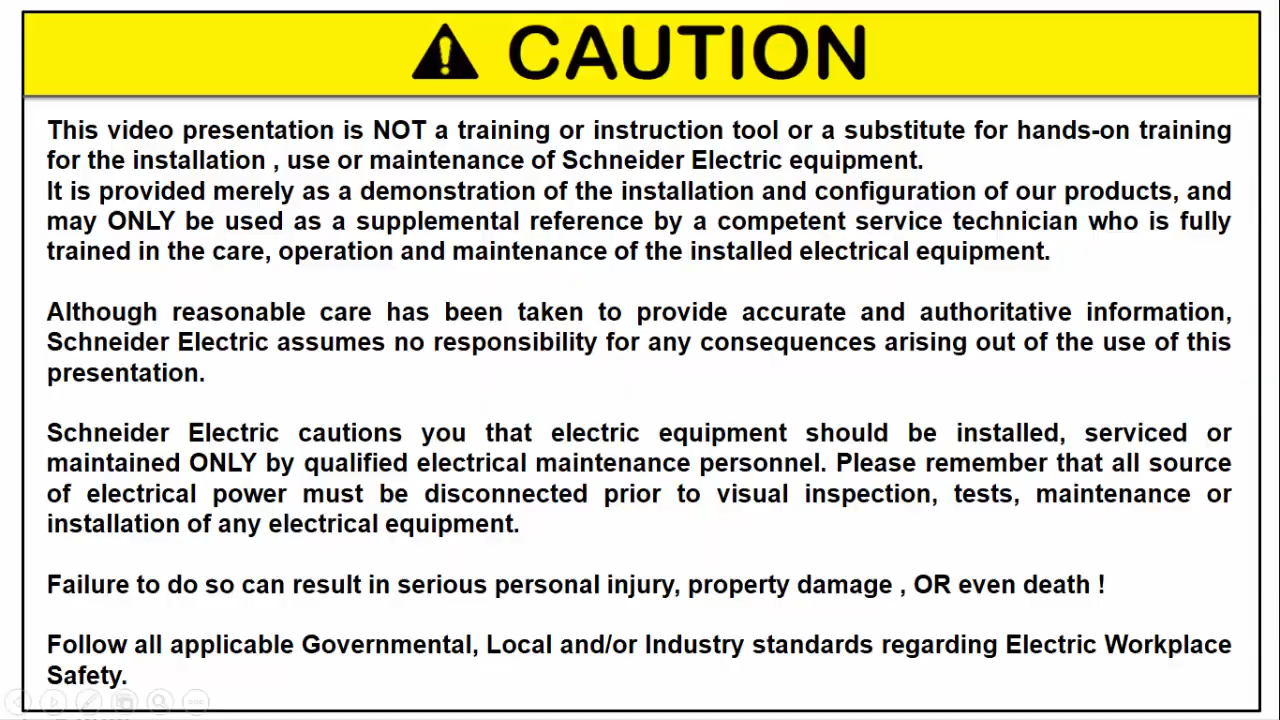 CAUTION
This video presentation is NOT a training or instruction tool or a substitute for hands-on training
for the installation , use or maintenance of Schneider Electric equipment.
It is provided merely as a demonstration of the installation and configuration of our products, and
may ONLY be used as a supplemental reference by a competent service technician who is fully
trained in the care, operation and maintenance of the installed electrical equipment.
Although reasonable care has been taken to provide accurate and authoritative information,
Schneider Electric assumes no responsibility for any consequences arising out of the use of this
presentation.
Schneider Electric cautions you that electric equipment should be installed, serviced or
maintained ONLY by qualified electrical maintenance personnel. Please remember that all source
of electrical power must be disconnected prior to visual inspection, tests, maintenance or
installation of any electrical equipment.
Failure to do so can result in serious personal injury, property damage , OR even death !
Follow all applicable Governmental, Local and/or Industry standards regarding Electric Workplace
Safety.